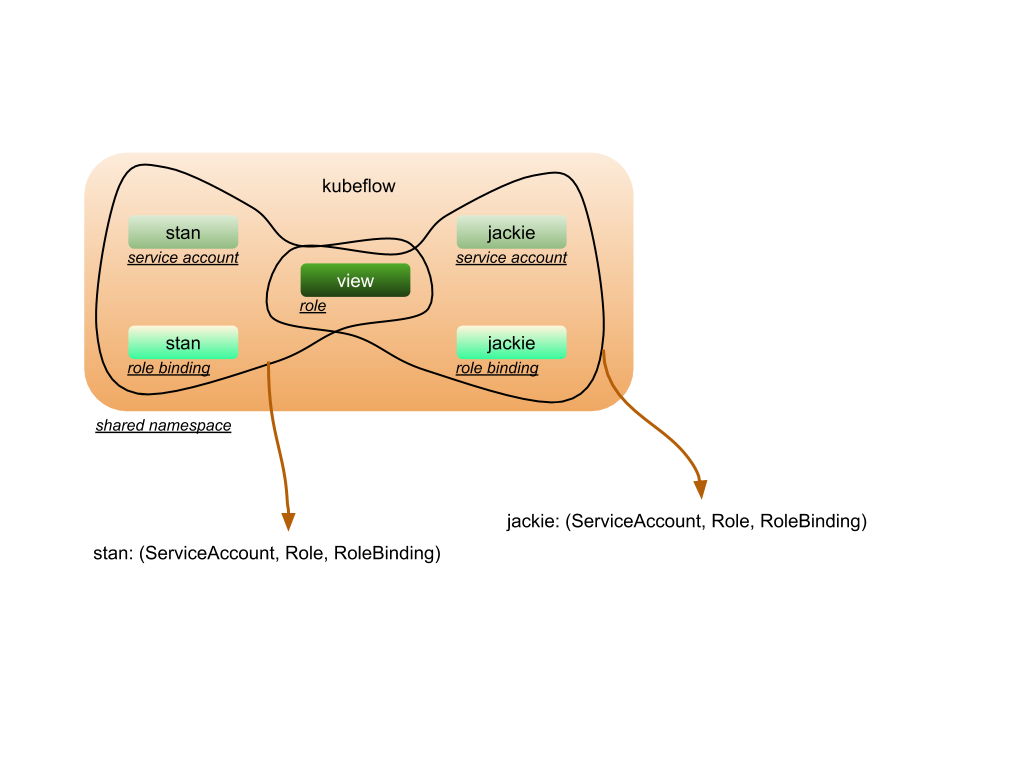 kubeflow
stan
service account
jackie
service account
view
role
stan
role binding
jackie
role binding
shared namespace
jackie: (ServiceAccount, Role, RoleBinding)
stan: (ServiceAccount, Role, RoleBinding)